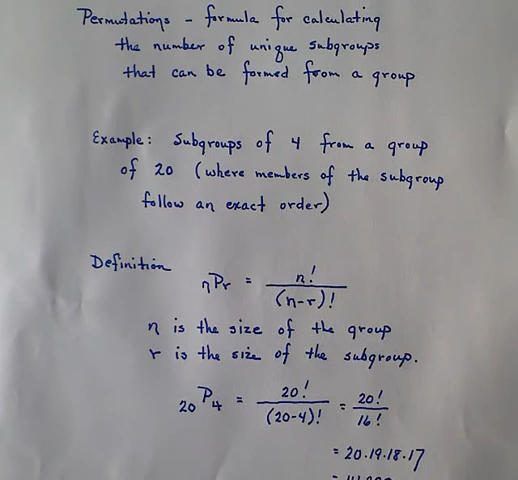 Permutations - formula for calculating
the number of unique subgroups
that can be formed from a group
Example: Subgroups of 4 from a group
of 20 (where members of the subgroup
follow an exact order)
Definition
nPr = n! / (n-r)!
n is the size of the group
r is the size of the subgroup.
20P4 = 20! / (20-4)! = 20! / 16!
= 20.19.18.17